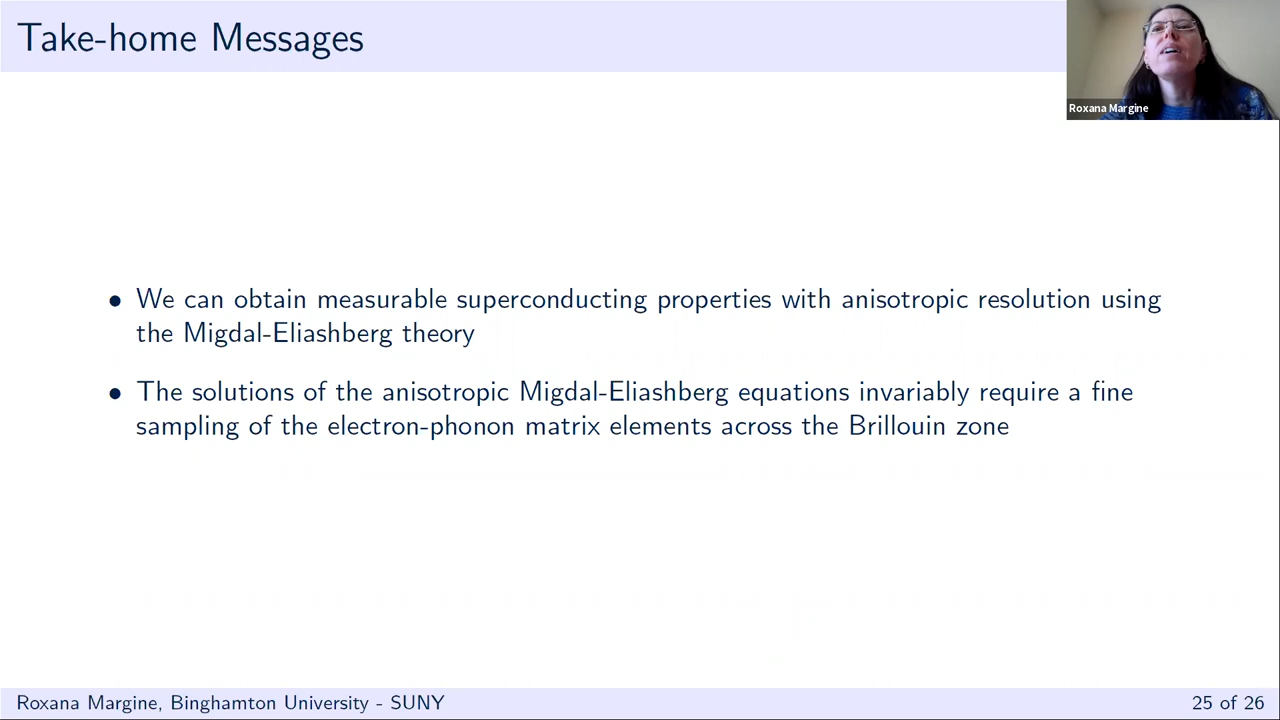 Take-home Messages
Roxana Margine
• We can obtain measurable superconducting properties with anisotropic resolution using
the Migdal-Eliashberg theory
• The solutions of the anisotropic Migdal-Eliashberg equations invariably require a fine
sampling of the electron-phonon matrix elements across the Brillouin zone
Roxana Margine, Binghamton University - SUNY
25 of 26